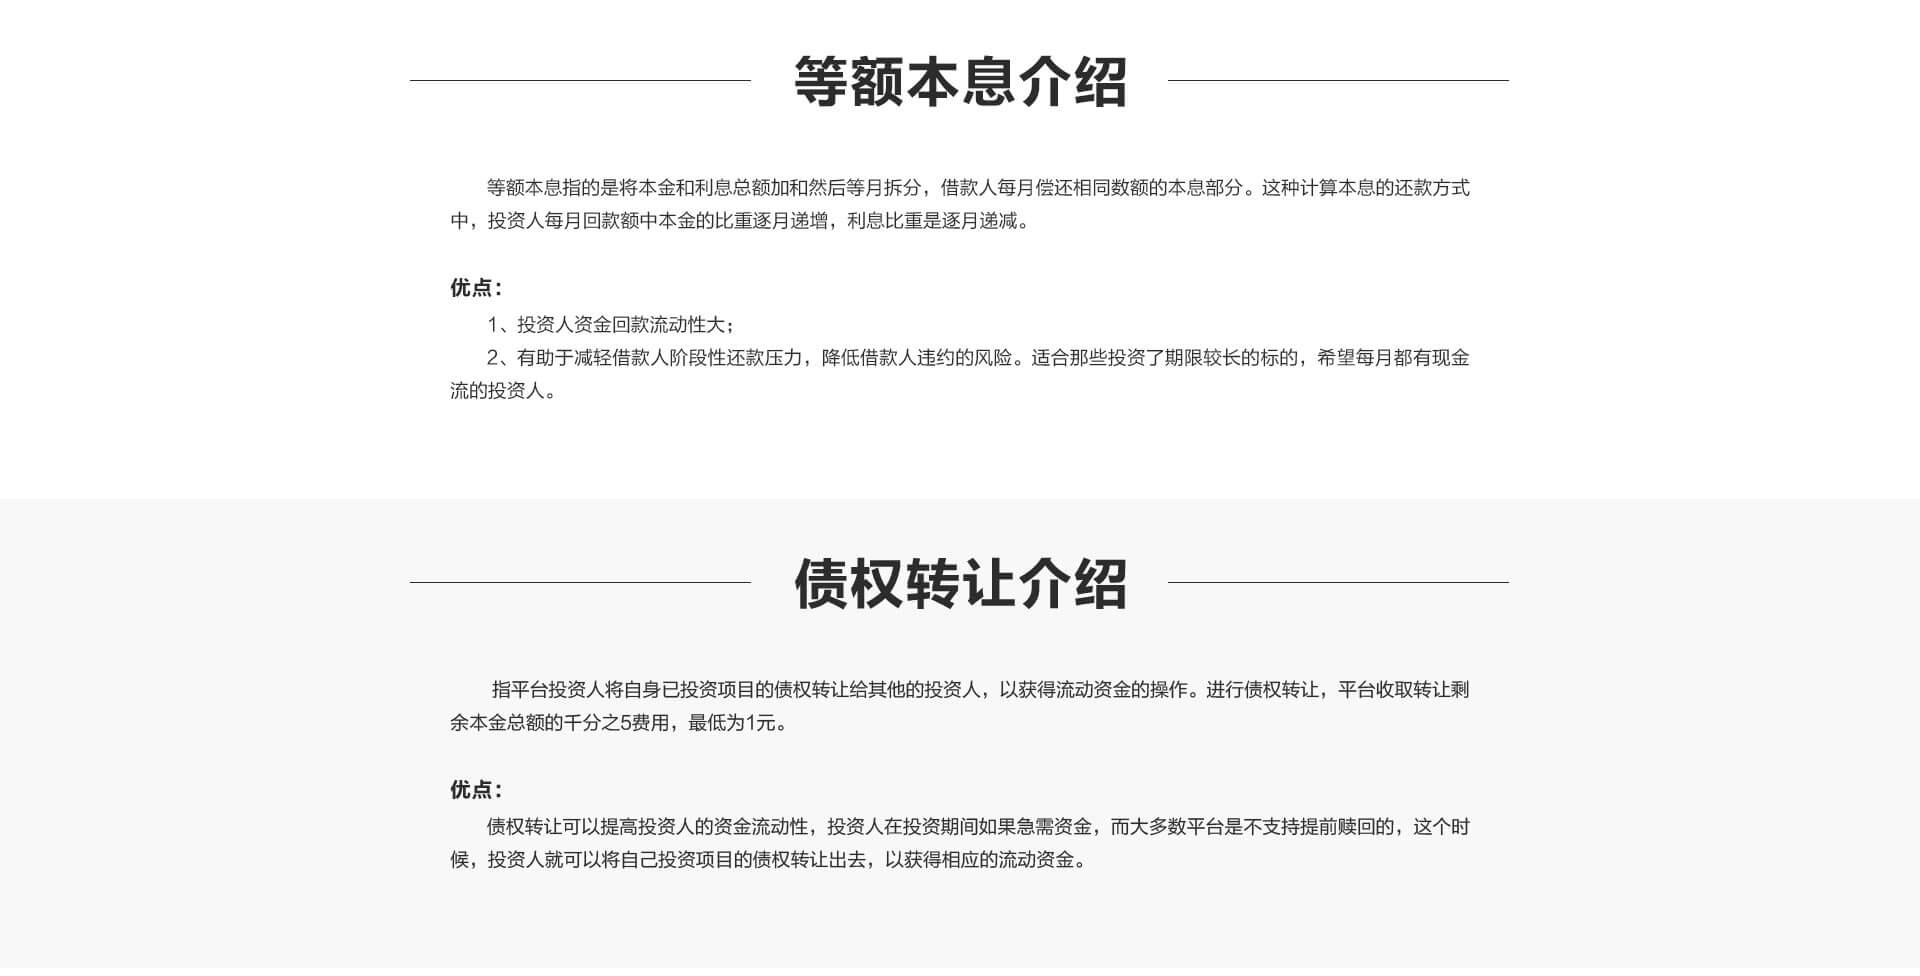 等额本息介绍
等额本息指的是将本金和利息总额加和然后等月拆分，借款人每月偿还相同数额的本息部分。这种计算本息的还款方式
中，投资人每月回款额中本金的比重逐月递增，利息比重是逐月递减。
优点：
1、投资人资金回款流动性大；
2、有助于减轻借款人阶段性还款压力，降低借款人违约的风险。适合那些投资了期限较长的标的，希望每月都有现金
流的投资人。
债权转让介绍
指平台投资人将自身已投资项目的债权转让给其他的投资人，以获得流动资金的操作。进行债权转让，平台收取转让剩
余本金总额的千分之5费用，最低为1元。
优点：
债权转让可以提高投资人的资金流动性，投资人在投资期间如果急需资金，而大多数平台是不支持提前赎回的，这个时
候，投资人就可以将自己投资项目的债权转让出去，以获得相应的流动资金。